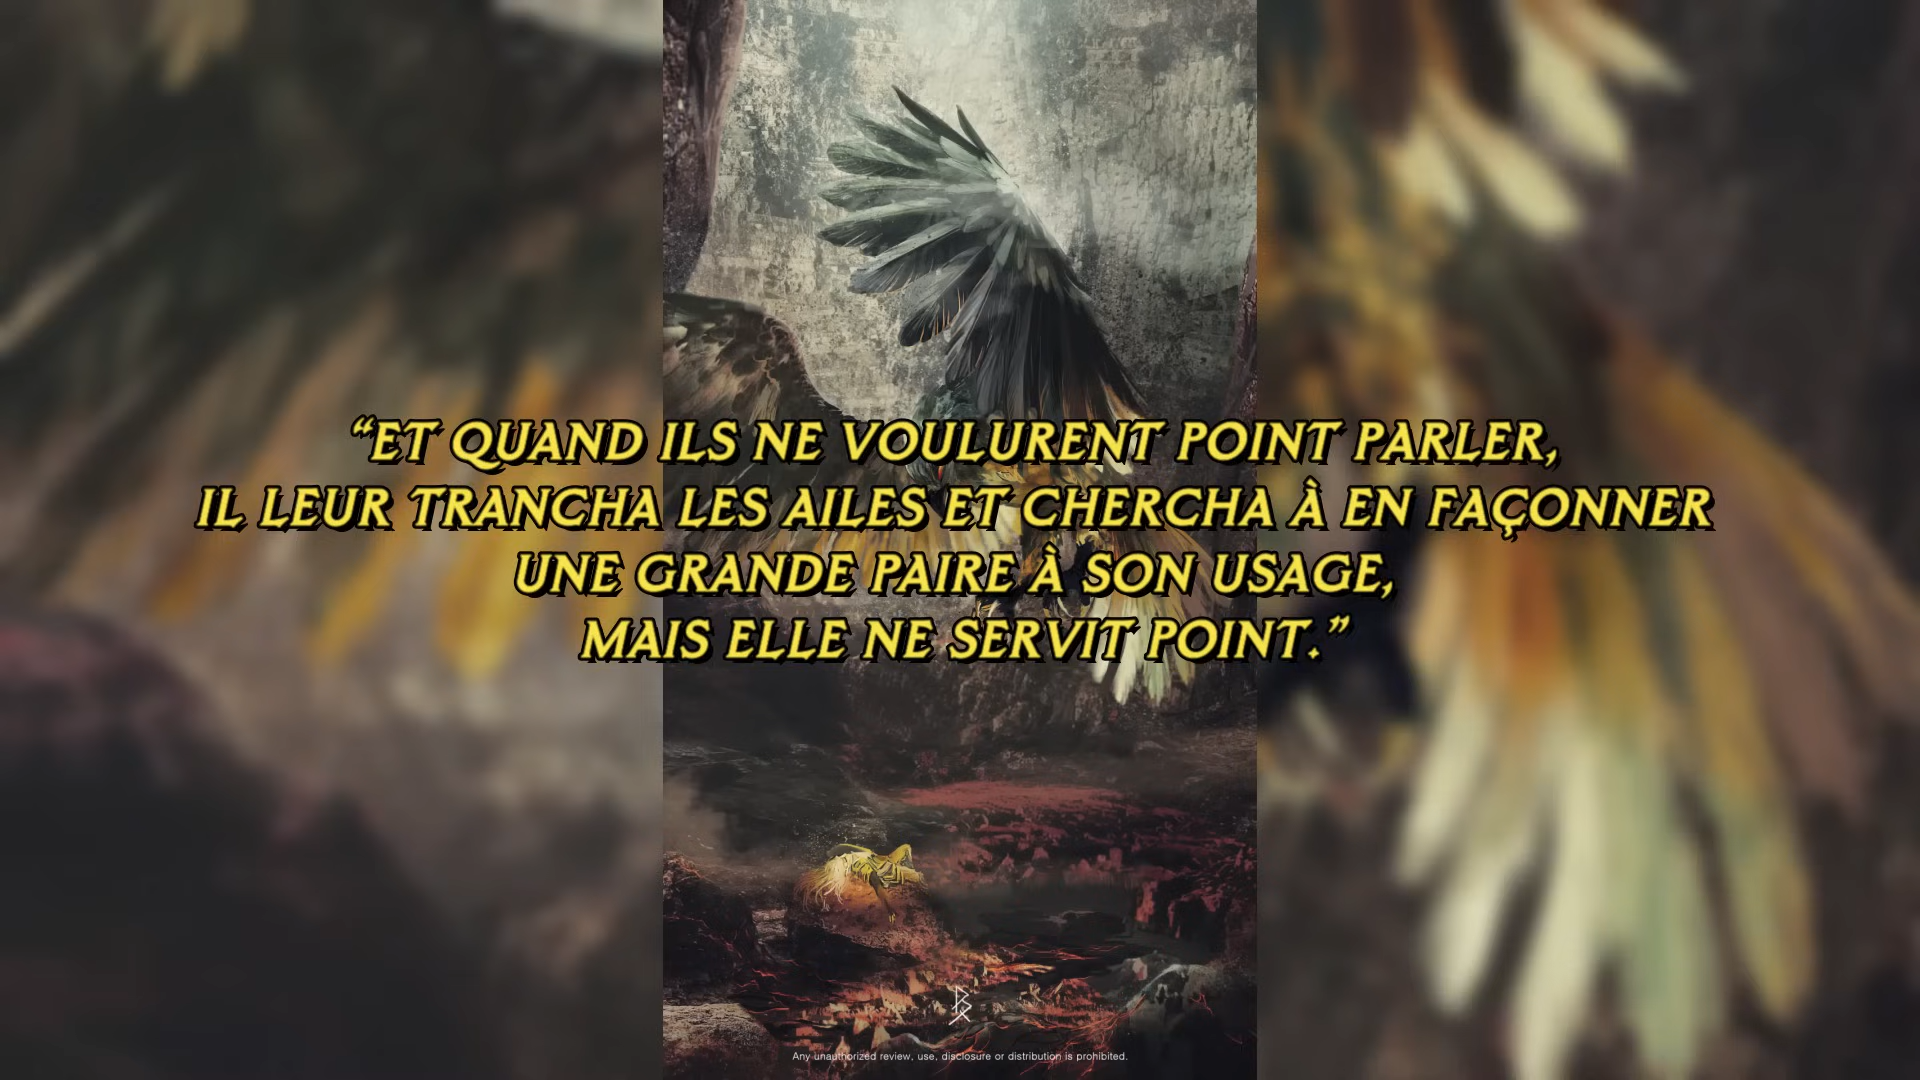 “ET QUAND ILS NE VOULURENT POINT PARLER,
IL LEUR TRANCHA LES AILES ET CHERCHA À EN FAÇONNER
UNE GRANDE PAIRE À SON USAGE,
MAIS ELLE NE SERVIT POINT.”
Any unauthorized review, use, disclosure or distribution is prohibited.